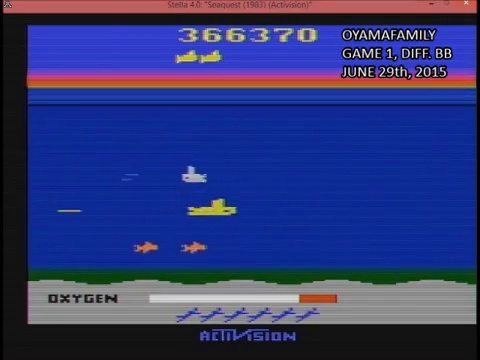 Stella 4.0: "Seaquest (1983) (Activision)"
366370
OYAMAFAMILY
GAME 1, DIFF. BB
JUNE 29th, 2015
OXYGEN
ACTIVISION